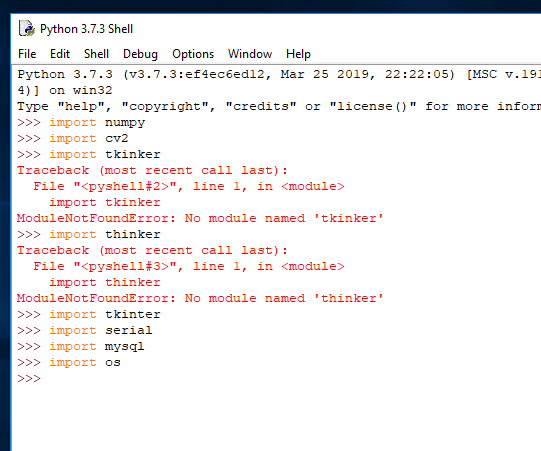 Python 3.7.3 Shell
File Edit Shell Debug Options Window Help
Python 3.7.3 (v3.7.3:ef4ec6ed12, Mar 25 2019, 22:22:05) [MSC v.191
4)] on win32
Type "help", "copyright", "credits" or "license()" for more inform
>>> import numpy
>>> import cv2
>>> import tkinker
Traceback (most recent call last):
  File "<pyshell#2>", line 1, in <module>
    import tkinker
ModuleNotFoundError: No module named 'tkinker'
>>> import thinker
Traceback (most recent call last):
  File "<pyshell#3>", line 1, in <module>
    import thinker
ModuleNotFoundError: No module named 'thinker'
>>> import tkinter
>>> import serial
>>> import mysql
>>> import os
>>>